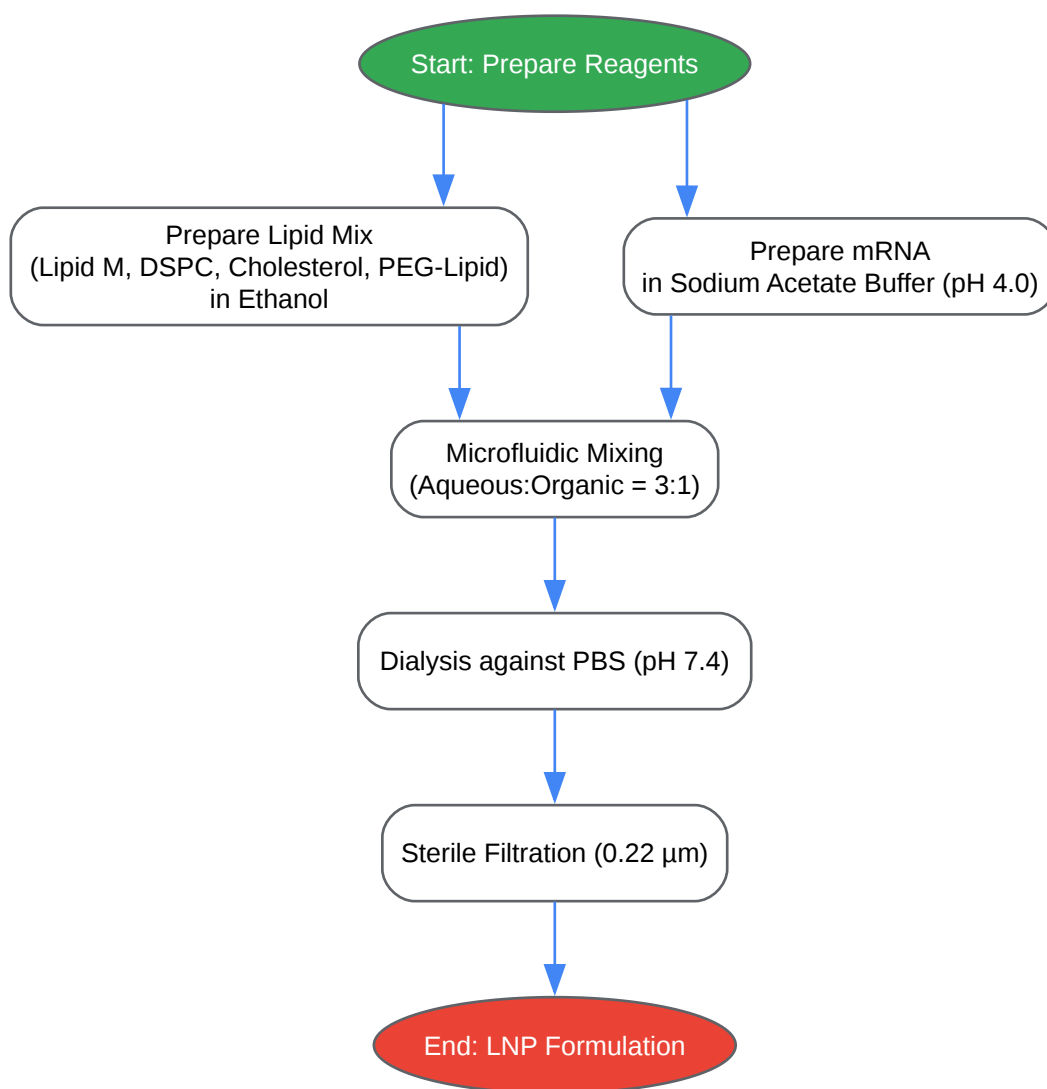 Start: Prepare Reagents
Prepare Lipid Mix
(Lipid M, DSPC, Cholesterol, PEG-Lipid)
in Ethanol
Prepare mRNA
in Sodium Acetate Buffer (pH 4.0)
Microfluidic Mixing
(Aqueous:Organic = 3:1)
Dialysis against PBS (pH 7.4)
Sterile Filtration (0.22 µm)
End: LNP Formulation